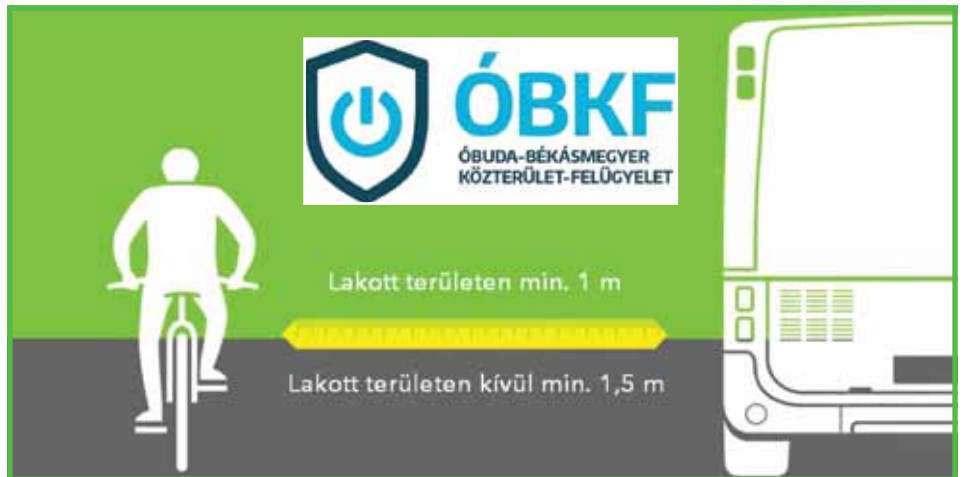 ÓBKF
ÓBUDA-BÉKÁSMEGYER
KÖZTERÜLET-FELÜGYELET
Lakott területen min. 1 m
Lakott területen kívül min. 1,5 m